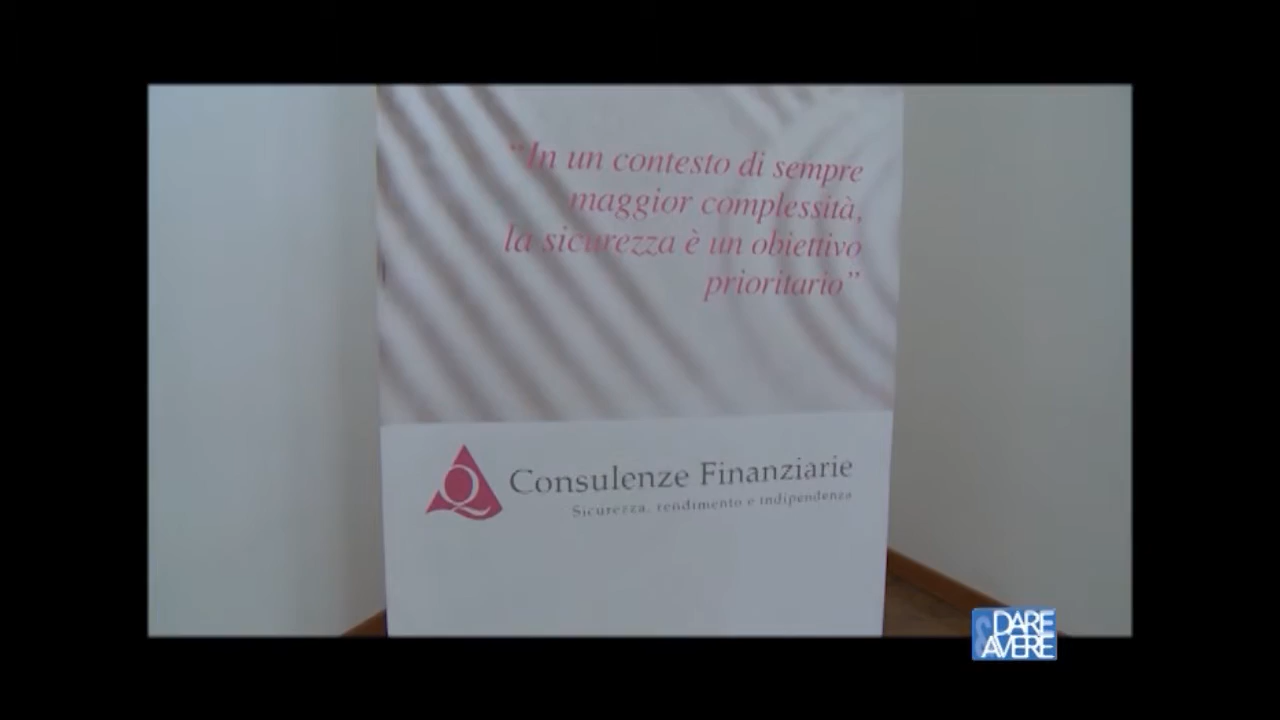 “In un contesto di sempre
maggior complessità,
la sicurezza è un obiettivo
prioritario”
Q Consulenze Finanziarie
Sicurezza, rendimento e indipendenza
DARE
& AVERE